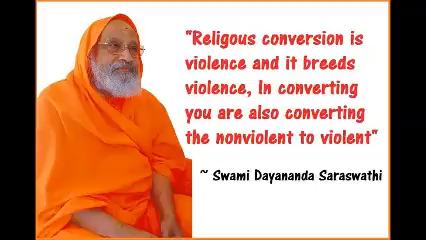 "Religous conversion is
violence and it breeds
violence, In converting
you are also converting
the nonviolent to violent"
~ Swami Dayananda Saraswathi